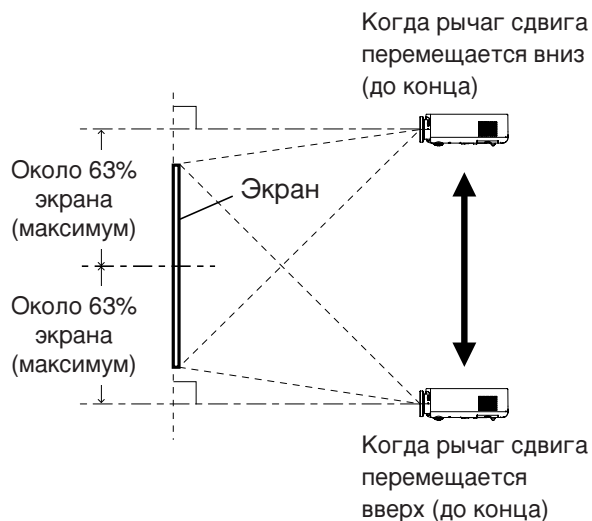 Когда рычаг сдвига
перемещается вниз
(до конца)
Около 63%
экрана
(максимум)
Экран
Около 63%
экрана
(максимум)
Когда рычаг сдвига
перемещается
вверх (до конца)